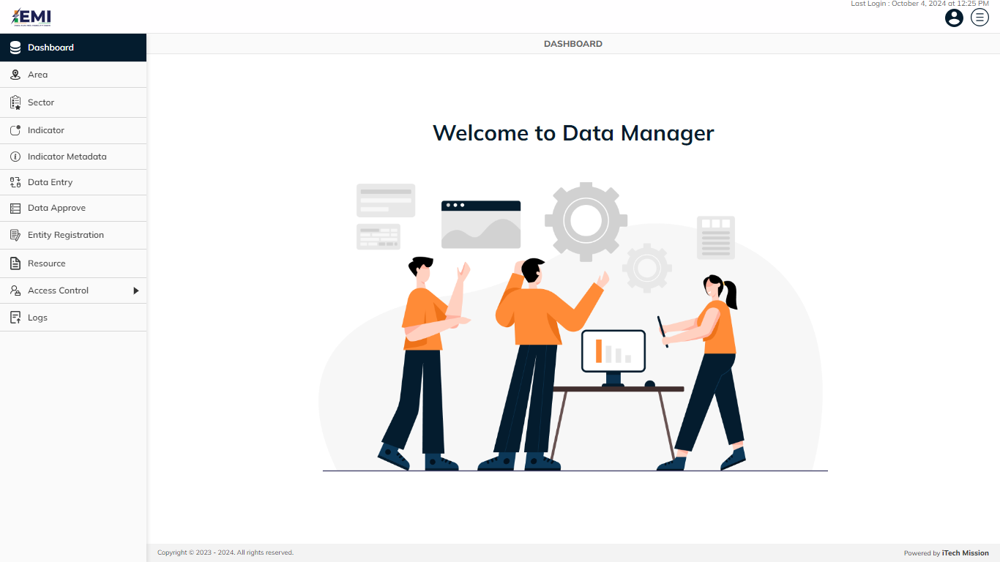 Last Login : October 4, 2024 at 12:25 PM
IEMI
Dashboard
DASHBOARD
Area
Sector
Indicator
Indicator Metadata
Data Entry
Data Approve
Entity Registration
Resource
Access Control
Logs
Welcome to Data Manager
Copyright © 2023 - 2024. All rights reserved.
Powered by iTech Mission